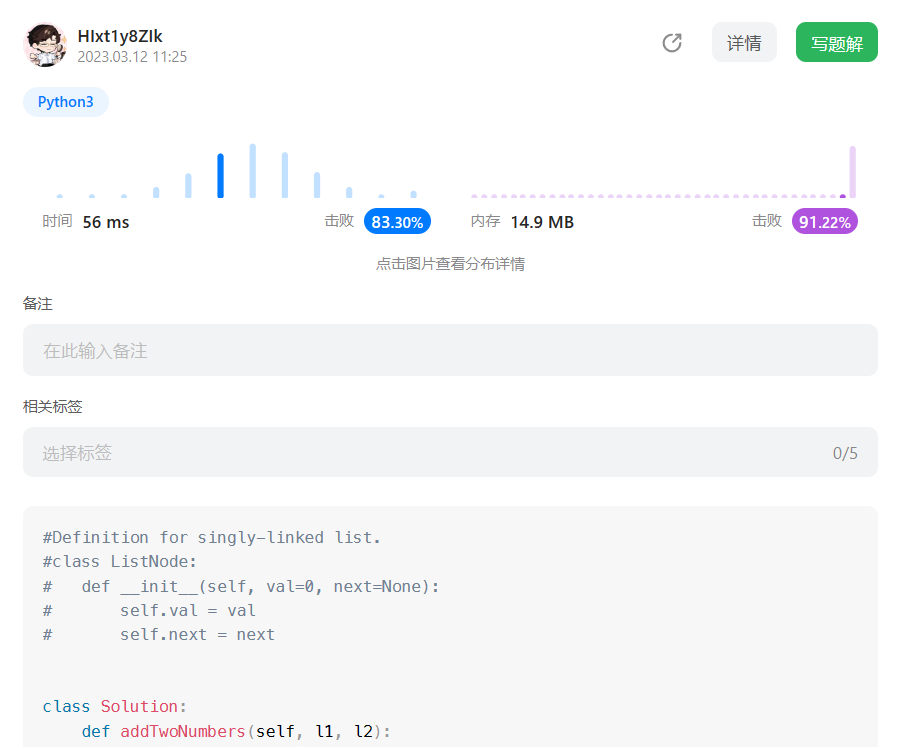 HIxt1y8ZIk
2023.03.12 11:25
详情
写题解
Python3
时间 56 ms 击败 83.30% 内存 14.9 MB 击败 91.22%
点击图片查看分布详情
备注
在此输入备注
相关标签
选择标签 0/5
#Definition for singly-linked list.
#class ListNode:
#   def __init__(self, val=0, next=None):
#       self.val = val
#       self.next = next
class Solution:
    def addTwoNumbers(self, l1, l2):